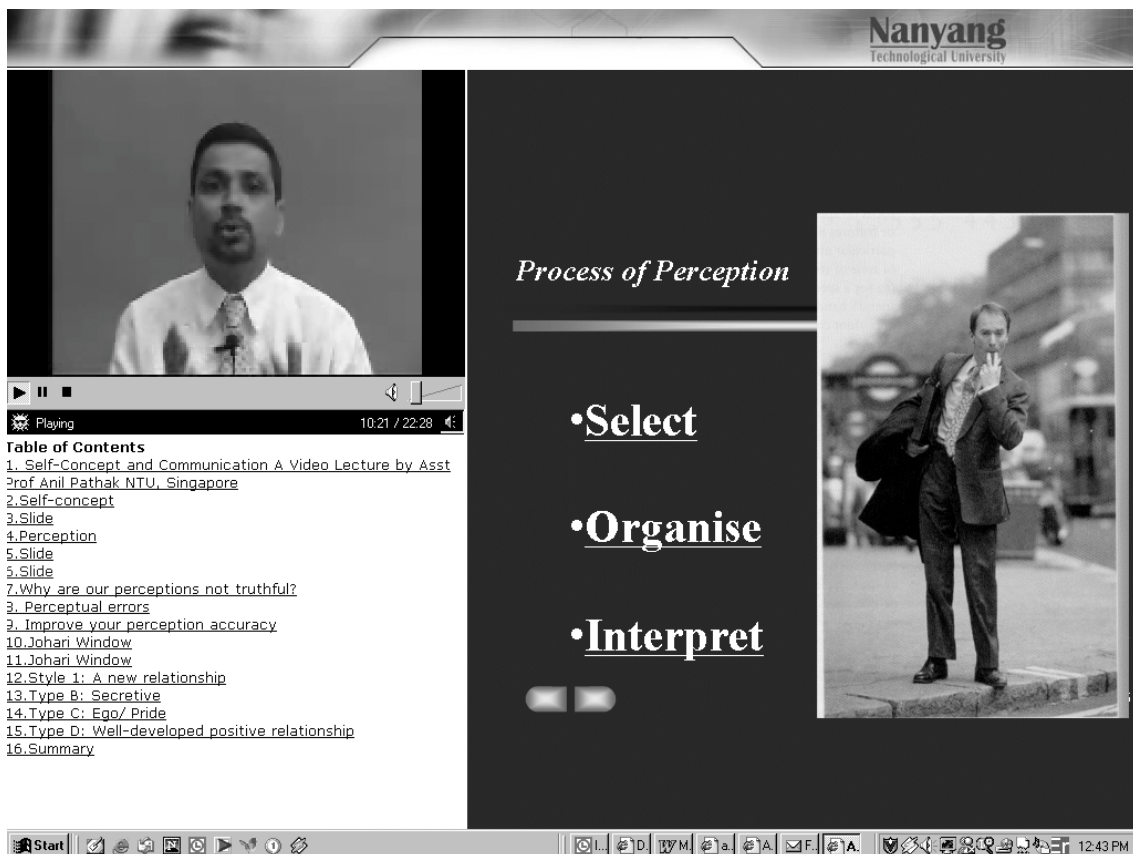 Nanyang
Technological University
Playing
10:21 / 22:28
Table of Contents
1. Self-Concept and Communication A Video Lecture by Asst
Prof Anil Pathak NTU, Singapore
2.Self-concept
3.Slide
4.Perception
5.Slide
6.Slide
7.Why are our perceptions not truthful?
8. Perceptual errors
9. Improve your perception accuracy
10.Johari Window
11.Johari Window
12.Style 1: A new relationship
13.Type B: Secretive
14.Type C: Ego/ Pride
15.Type D: Well-developed positive relationship
16.Summary
Process of Perception
•Select
•Organise
•Interpret
Start
I...
D.
M.
a.
A
F.
A.
12:43 PM